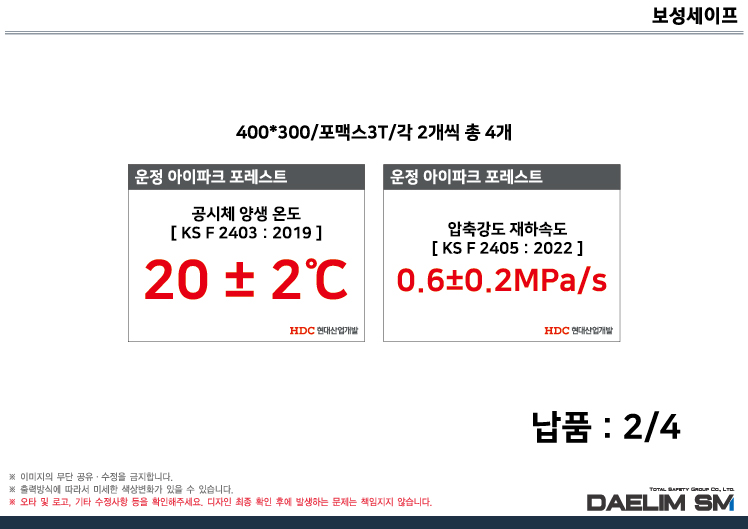 보성세이프
400*300/포맥스3T/각 2개씩 총 4개
운정 아이파크 포레스트
공시체 양생 온도
[ KS F 2403 : 2019 ]
20 ± 2℃
HDC 현대산업개발
운정 아이파크 포레스트
압축강도 재하속도
[ KS F 2405 : 2022 ]
0.6±0.2MPa/s
HDC 현대산업개발
납품 : 2/4
※ 이미지의 무단 공유 · 수정을 금지합니다.
※ 출력방식에 따라서 미세한 색상변화가 있을 수 있습니다.
※ 오타 및 로고, 기타 수정사항 등을 확인해주세요. 디자인 최종 확인 후에 발생하는 문제는 책임지지 않습니다.
Total Safety Group Co., Ltd.
DAELIM SM